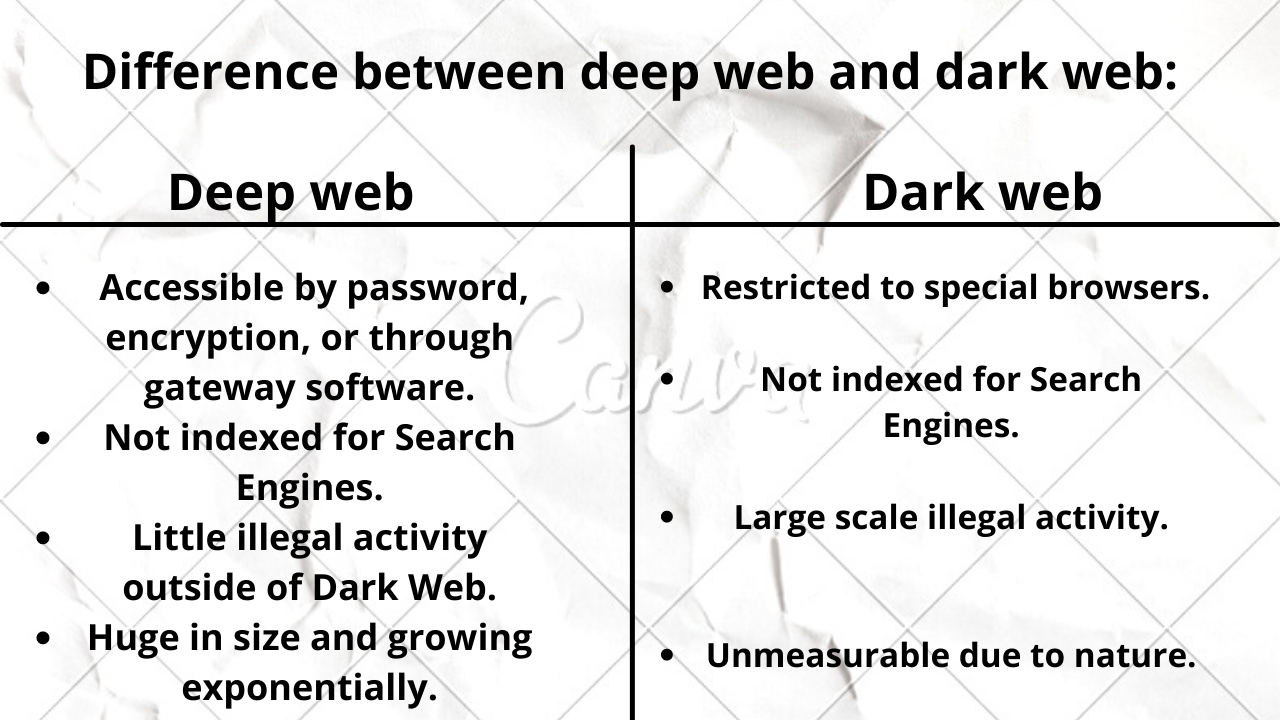 Difference between deep web and dark web:
Deep web
• Accessible by password,
encryption, or through
gateway software.
• Not indexed for Search
Engines.
• Little illegal activity
outside of Dark Web.
• Huge in size and growing
exponentially.
Dark web
• Restricted to special browsers.
• Not indexed for Search
Engines.
• Large scale illegal activity.
• Unmeasurable due to nature.
Canva